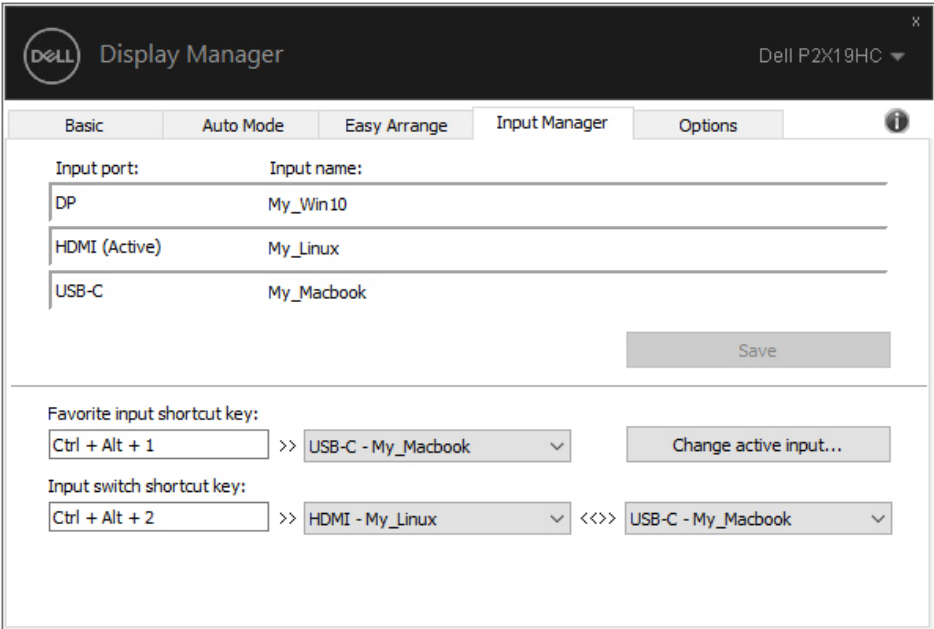 x
DELL Display Manager
Dell P2X19HC
Basic Auto Mode Easy Arrange Input Manager Options
Input port: Input name:
DP My_Win10
HDMI (Active) My_Linux
USB-C My_Macbook
Save
Favorite input shortcut key:
Ctrl + Alt + 1 >> USB-C - My_Macbook Change active input...
Input switch shortcut key:
Ctrl + Alt + 2 >> HDMI - My_Linux <<>> USB-C - My_Macbook